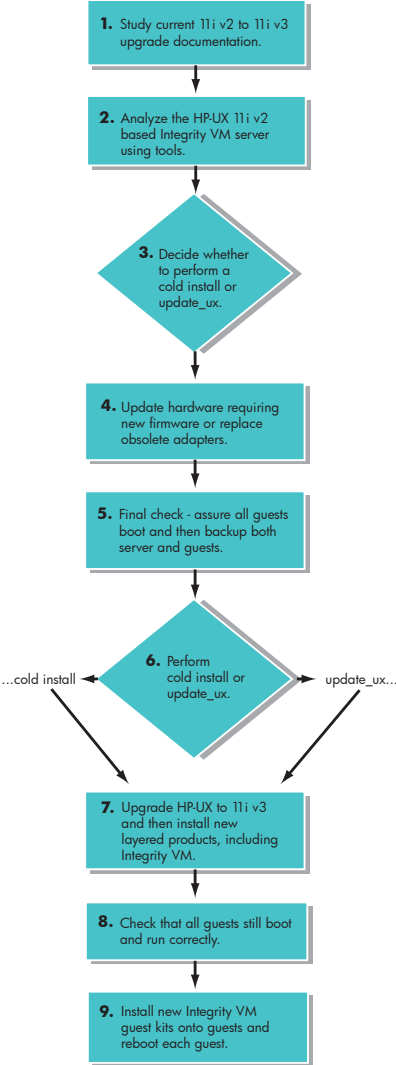 1. Study current 11i v2 to 11i v3
upgrade documentation.
2. Analyze the HP-UX 11i v2
based Integrity VM server
using tools.
3. Decide whether
to perform a
cold install or
update_ux.
4. Update hardware requiring
new firmware or replace
obsolete adapters.
5. Final check - assure all guests
boot and then backup both
server and guests.
6. Perform
cold install or
update_ux.
...cold install
update_ux...
7. Upgrade HP-UX to 11i v3
and then install new
layered products, including
Integrity VM.
8. Check that all guests still boot
and run correctly.
9. Install new Integrity VM
guest kits onto guests and
reboot each guest.